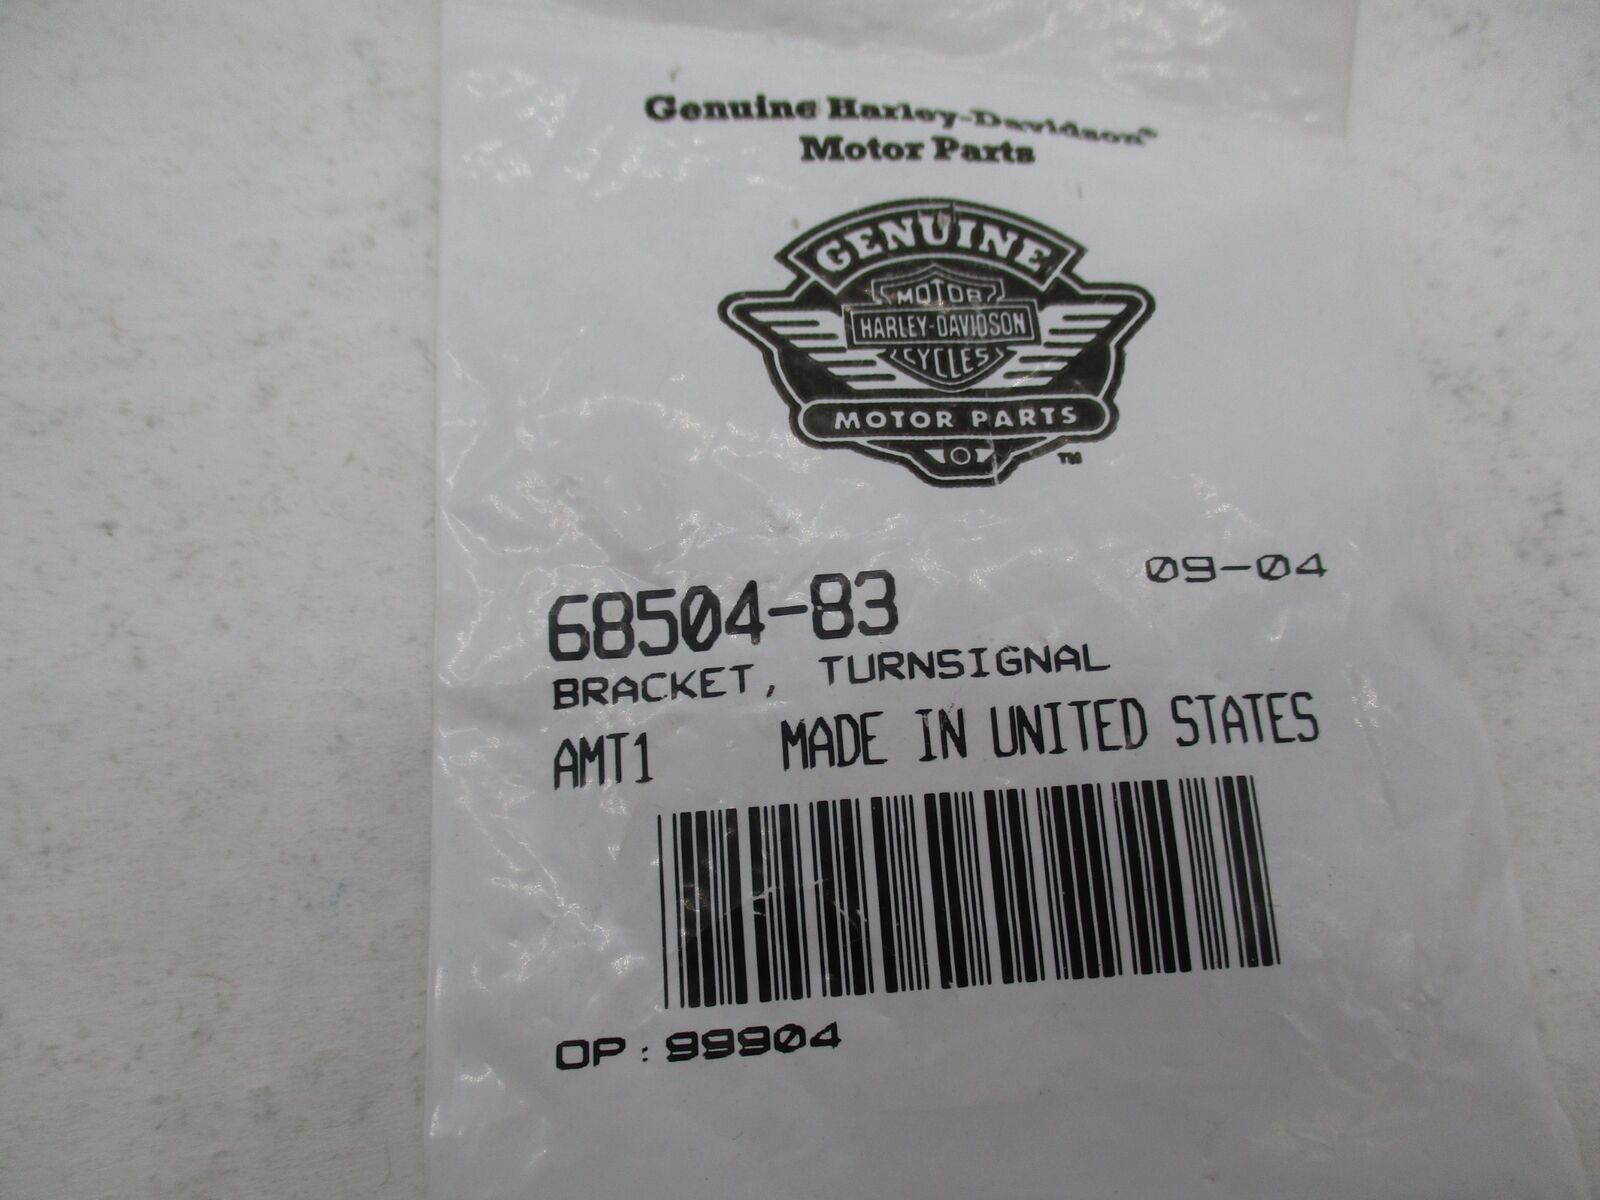 Genuine Harley-Davidson®
Motor Parts
GENUINE
MOTOR
HARLEY-DAVIDSON
CYCLES
MOTOR PARTS
TM
09-04
68504-83
BRACKET, TURNSIGNAL
AMT1 MADE IN UNITED STATES
OP: 99904